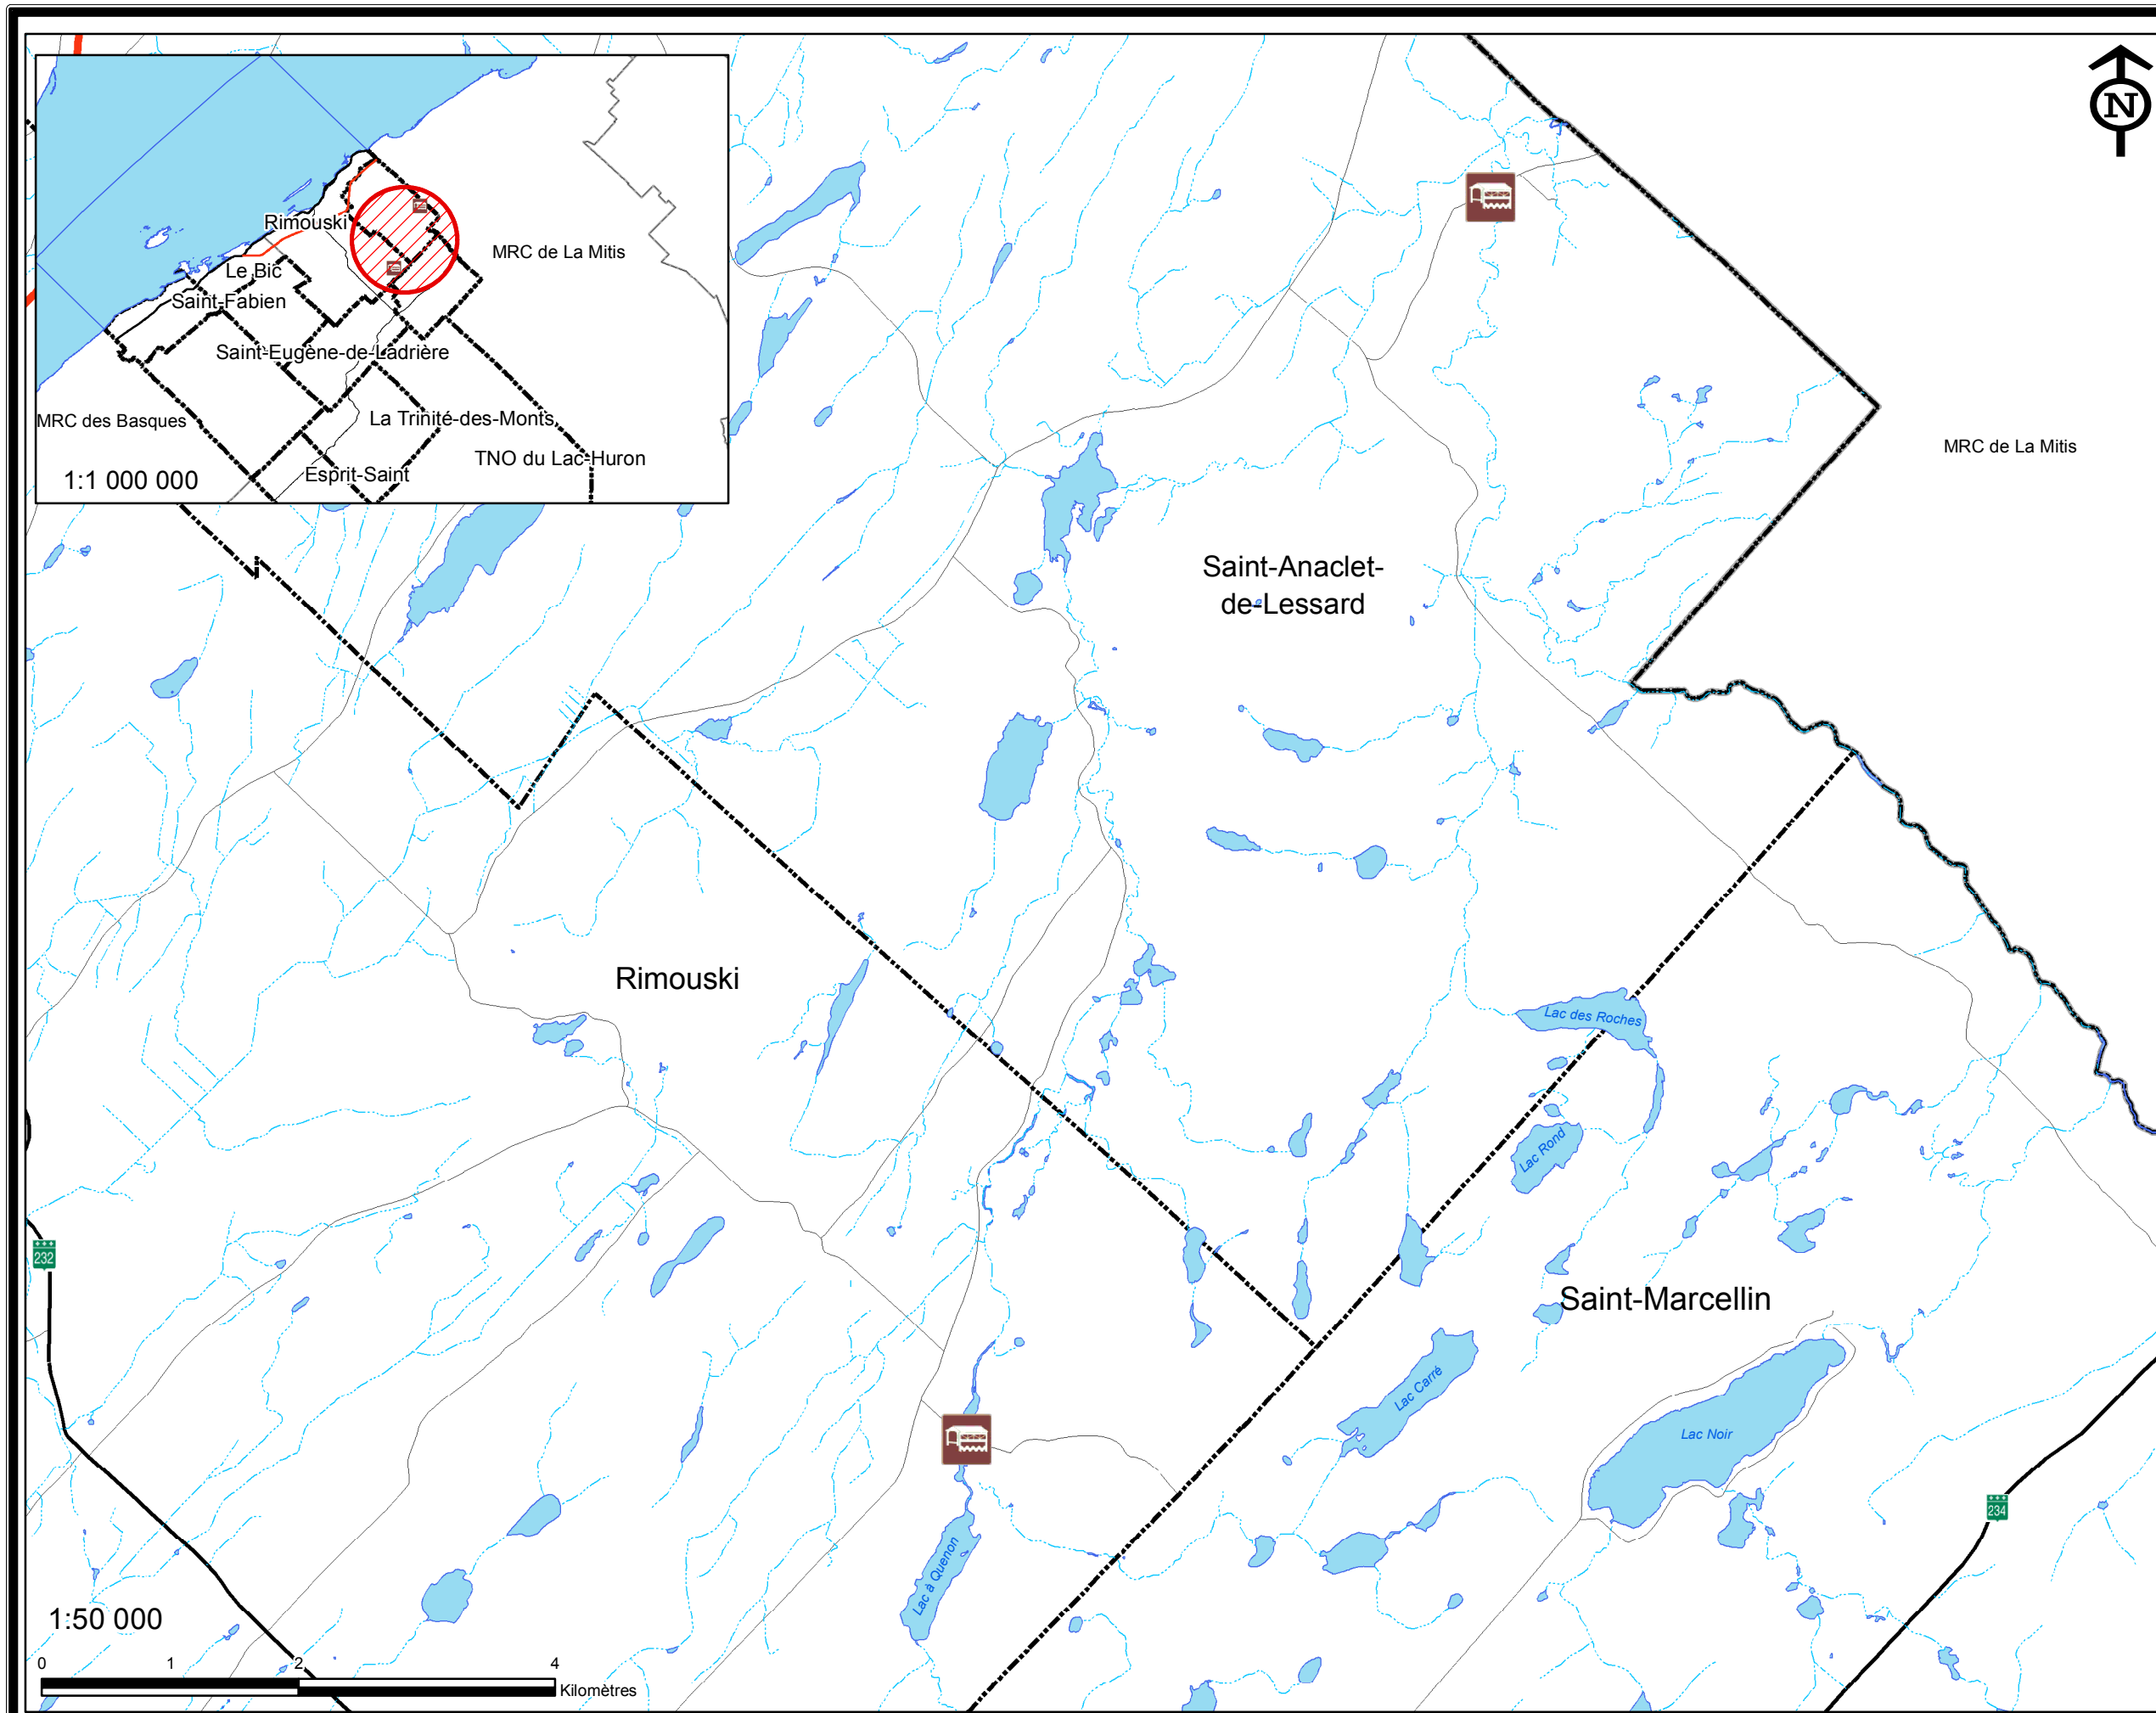 N
Rimouski
MRC de La Mitis
Le Bic
Saint-Fabien
Saint-Eugène-de-Ladrière
MRC des Basques
La Trinité-des-Monts
TNO du Lac-Huron
Esprit-Saint
1:1 000 000
MRC de La Mitis
Saint-Anaclet-
de-Lessard
Rimouski
Lac des Roches
Lac Rond
232
Saint-Marcellin
Lac Carré
Lac Noir
234
Lac à Quenon
1:50 000
0 1 2 4
Kilomètres